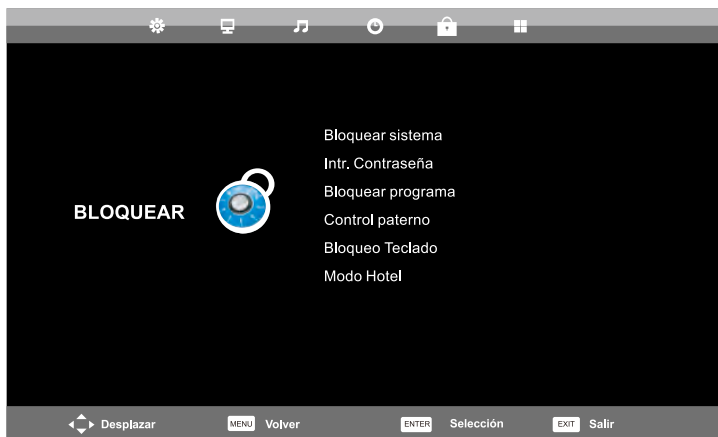 Bloquear sistema
Intr. Contraseña
Bloquear programa
BLOQUEAR
Control paterno
Bloqueo Teclado
Modo Hotel
Desplazar MENU Volver ENTER Selección EXIT Salir